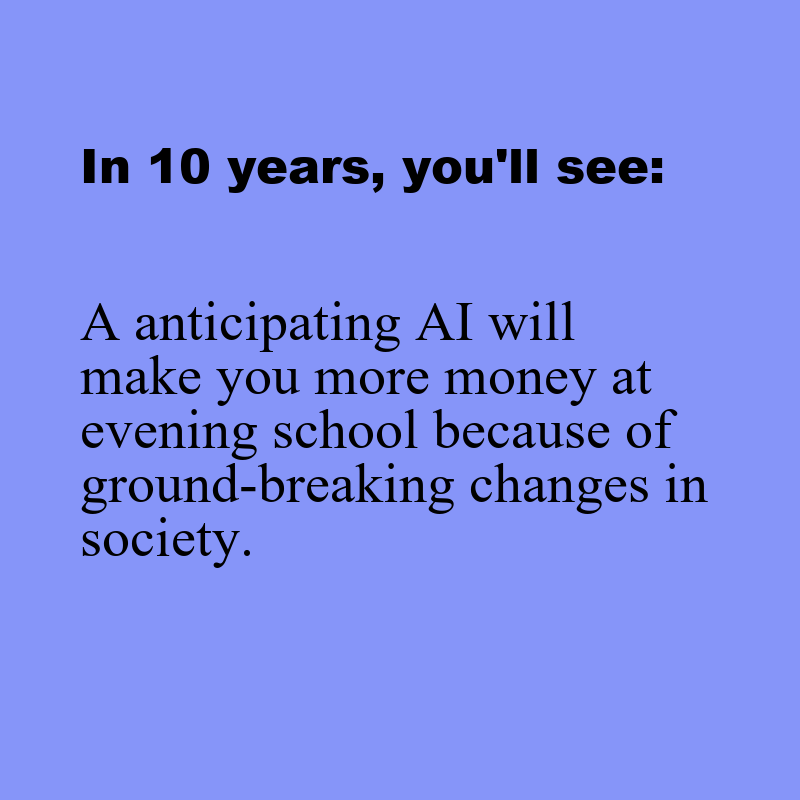 In 10 years, you'll see:
A anticipating AI will
make you more money at
evening school because of
ground-breaking changes in
society.